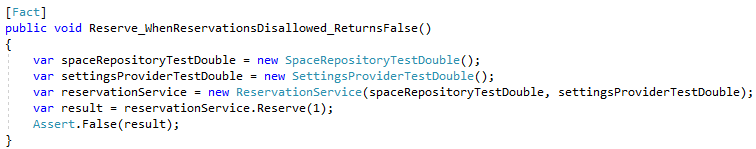 [Fact]
public void Reserve_WhenReservationsDisallowed_ReturnsFalse()
{
    var spaceRepositoryTestDouble = new SpaceRepositoryTestDouble();
    var settingsProviderTestDouble = new SettingsProviderTestDouble();
    var reservationService = new ReservationService(spaceRepositoryTestDouble, settingsProviderTestDouble);
    var result = reservationService.Reserve(1);
    Assert.False(result);
}